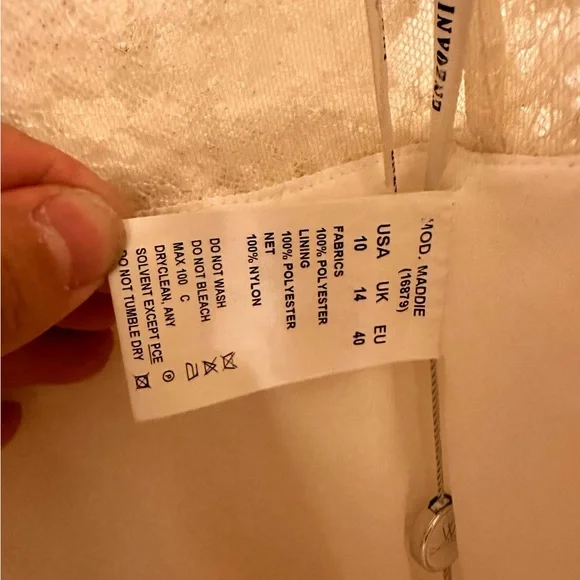 MOD. MADDIE
(16879)
USA UK EU
10 14 40
FABRICS
100% POLYESTER
LINING
100% POLYESTER
NET
100% NYLON
DO NOT WASH
DO NOT BLEACH
MAX.100 C
DRYCLEAN, ANY
SOLVENT EXCEPT PCE
P
DO NOT TUMBLE DRY